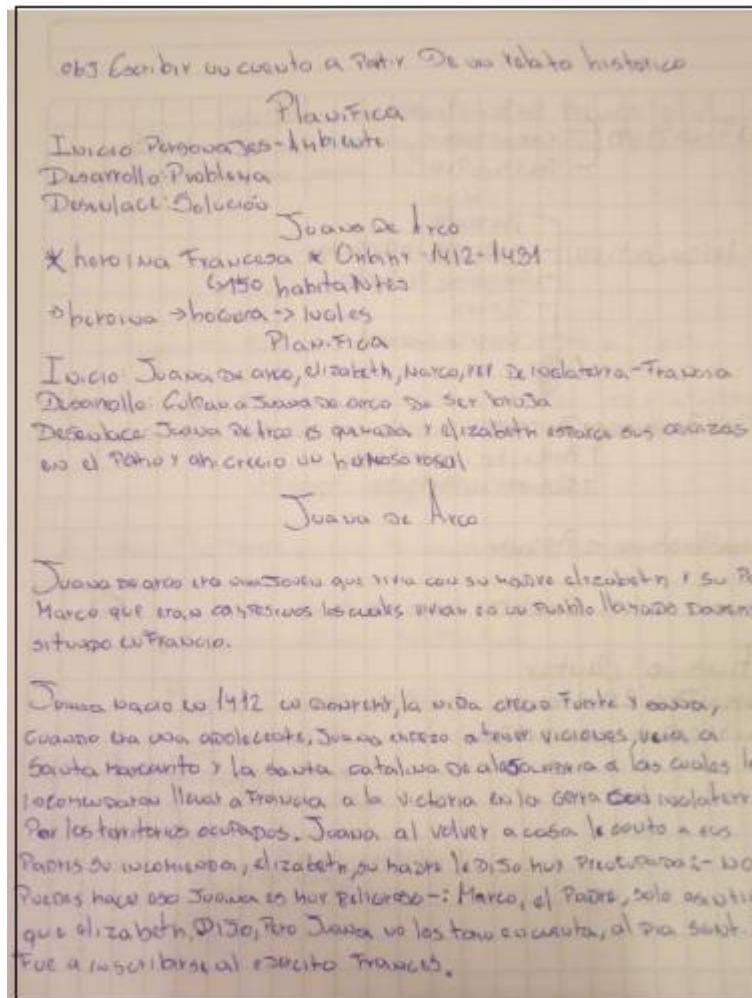 obj Escribir un cuento a Partir De un relato historico
Planifica
Inicio: Personajes - Ambiente
Desarrollo: Problema
Desenlace: Solución
Juana De Arco
* heroina Francesa * 1412-1431
150 habitantes
heroina → hoguera →
Planifica
Inicio: Juana De arco, elizabeth, Marco, rey De inglaterra - Francia
Desarrollo: Culpan a Juana De arco De Ser bruja
Desenlace: Juana De Arco es quemada y elizabeth esparce sus cenizas
en el Patio y ahi crecio un hermoso rosal
Juana De Arco
Juana De arco era una Joven que vivia con su madre elizabeth y su
Marco que eran campesinos los cuales vivian en un Pueblo llamado
situado en Francia.
Juana nacio en 1412 en la niña crecio Fuerte y sana,
Cuando era una adolecente, Juana empezo a tener viciones, veia a
Santa Margarita y la santa catalina De a las cuales
llevar a Francia a la victoria en la gerra con
Por los territorios ocupados. Juana al volver a casa le conto a sus
Padres su elizabeth, su madre le Dijo muy Preocupada: - No
Puedes hacer eso Juana es muy Peligroso -: Marco, el Padre, solo
que elizabeth, Dijo, Pero Juana no los tomo en cuenta, al Dia
Fue a inscribirse al Frances.